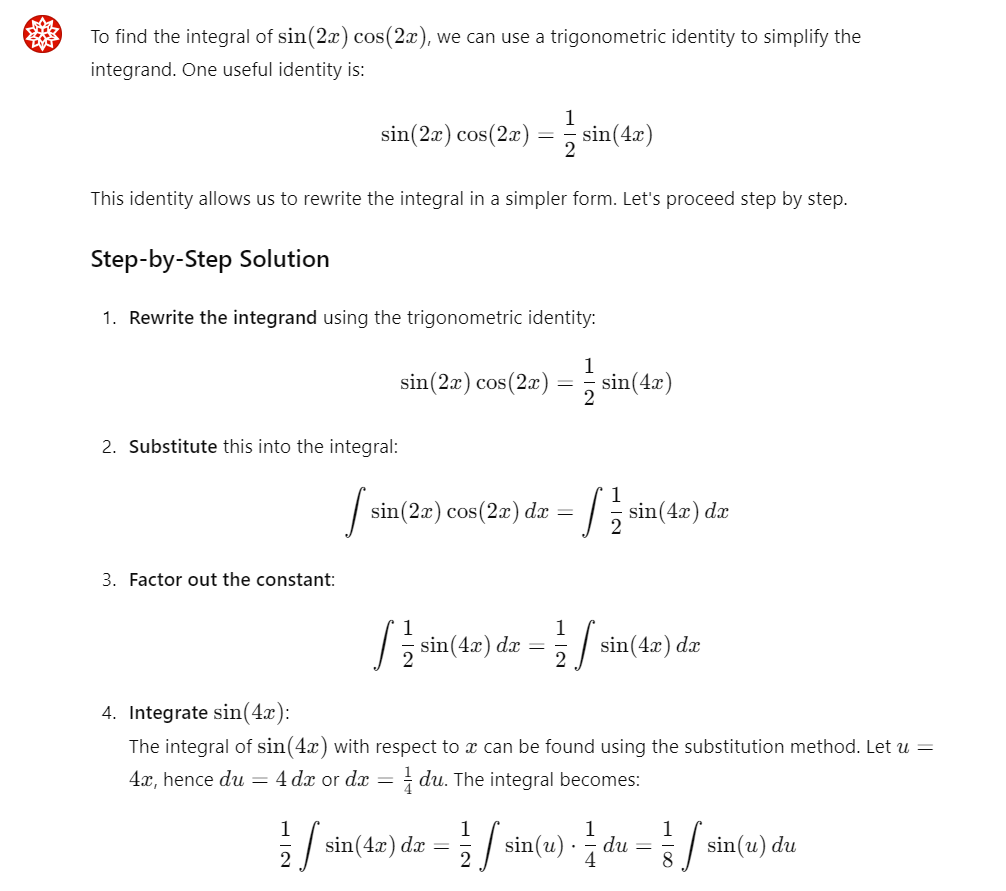 To find the integral of sin(2x) cos(2x), we can use a trigonometric identity to simplify the
integrand. One useful identity is:
sin(2x) cos(2x) = \frac{1}{2} sin(4x)
This identity allows us to rewrite the integral in a simpler form. Let's proceed step by step.
Step-by-Step Solution
1. Rewrite the integrand using the trigonometric identity:
sin(2x) cos(2x) = \frac{1}{2} sin(4x)
2. Substitute this into the integral:
∫ sin(2x) cos(2x) dx = ∫ \frac{1}{2} sin(4x) dx
3. Factor out the constant:
∫ \frac{1}{2} sin(4x) dx = \frac{1}{2} ∫ sin(4x) dx
4. Integrate sin(4x):
The integral of sin(4x) with respect to x can be found using the substitution method. Let u =
4x, hence du = 4 dx or dx = \frac{1}{4} du. The integral becomes:
\frac{1}{2} ∫ sin(4x) dx = \frac{1}{2} ∫ sin(u) · \frac{1}{4} du = \frac{1}{8} ∫ sin(u) du